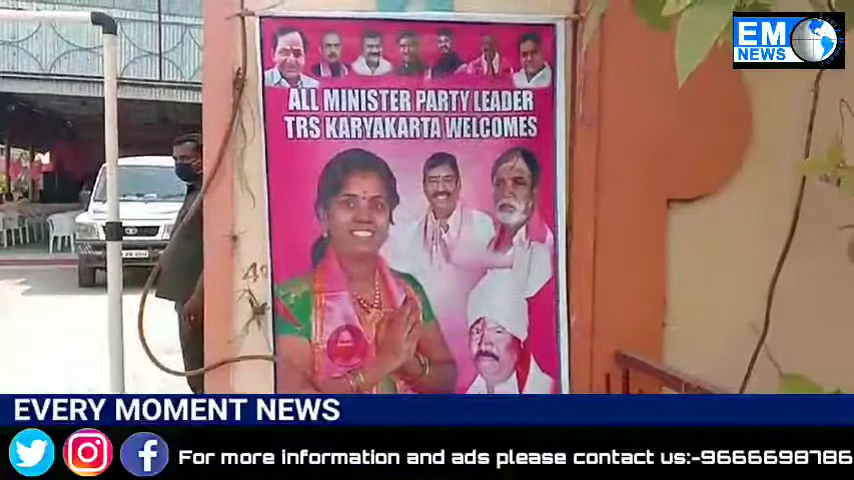 EM
NEWS
ALL MINISTER PARTY LEADER
TRS KARYAKARTA WELCOMES
EVERY MOMENT NEWS
For more information and ads please contact us:-9666698786